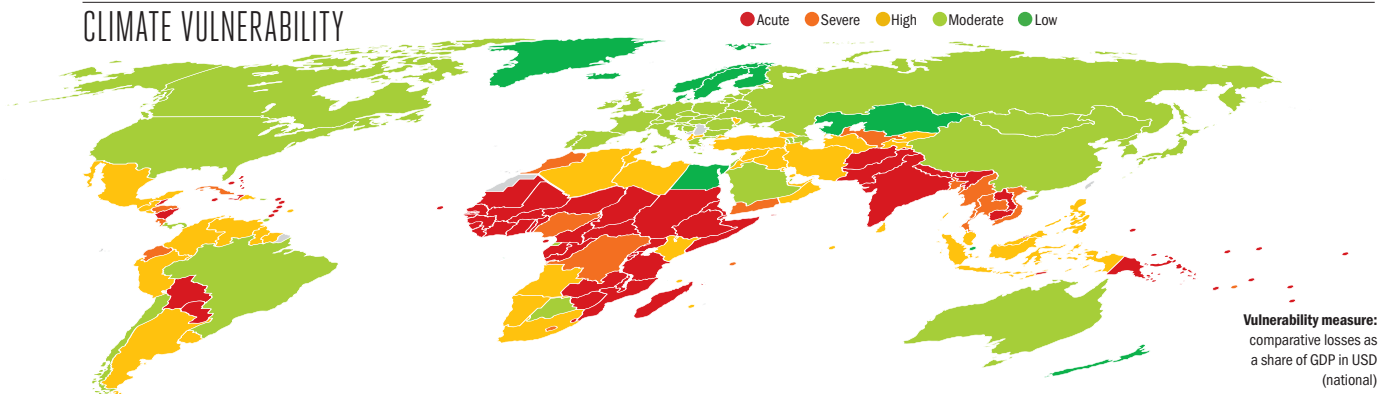 CLIMATE VULNERABILITY
Acute Severe High Moderate Low
Vulnerability measure:
comparative losses as
a share of GDP in USD
(national)